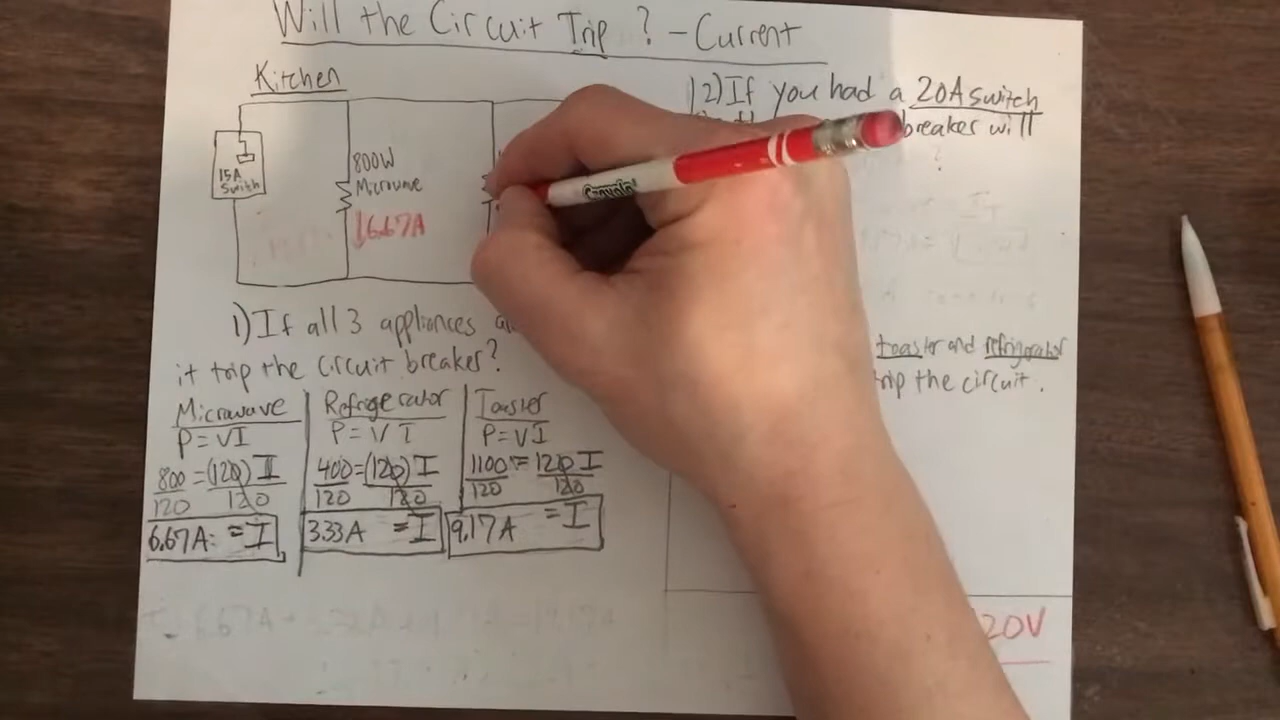 Will the Circuit Trip? - Current
Kitchen
15A
Switch
800W
Microwave
6.67A
1) If all 3 appliances
it trip the circuit breaker?
Microwave
P=VI
800=(120)I
120 120
6.67A = I
Refrigerator
P=VI
400=(120)I
120 120
3.33A = I
Toaster
P=VI
1100=120I
120 120
9.17A = I
2) If you had a 20A switch
breaker will
?
toaster and refrigerator
trip the circuit.
20V
Crayola